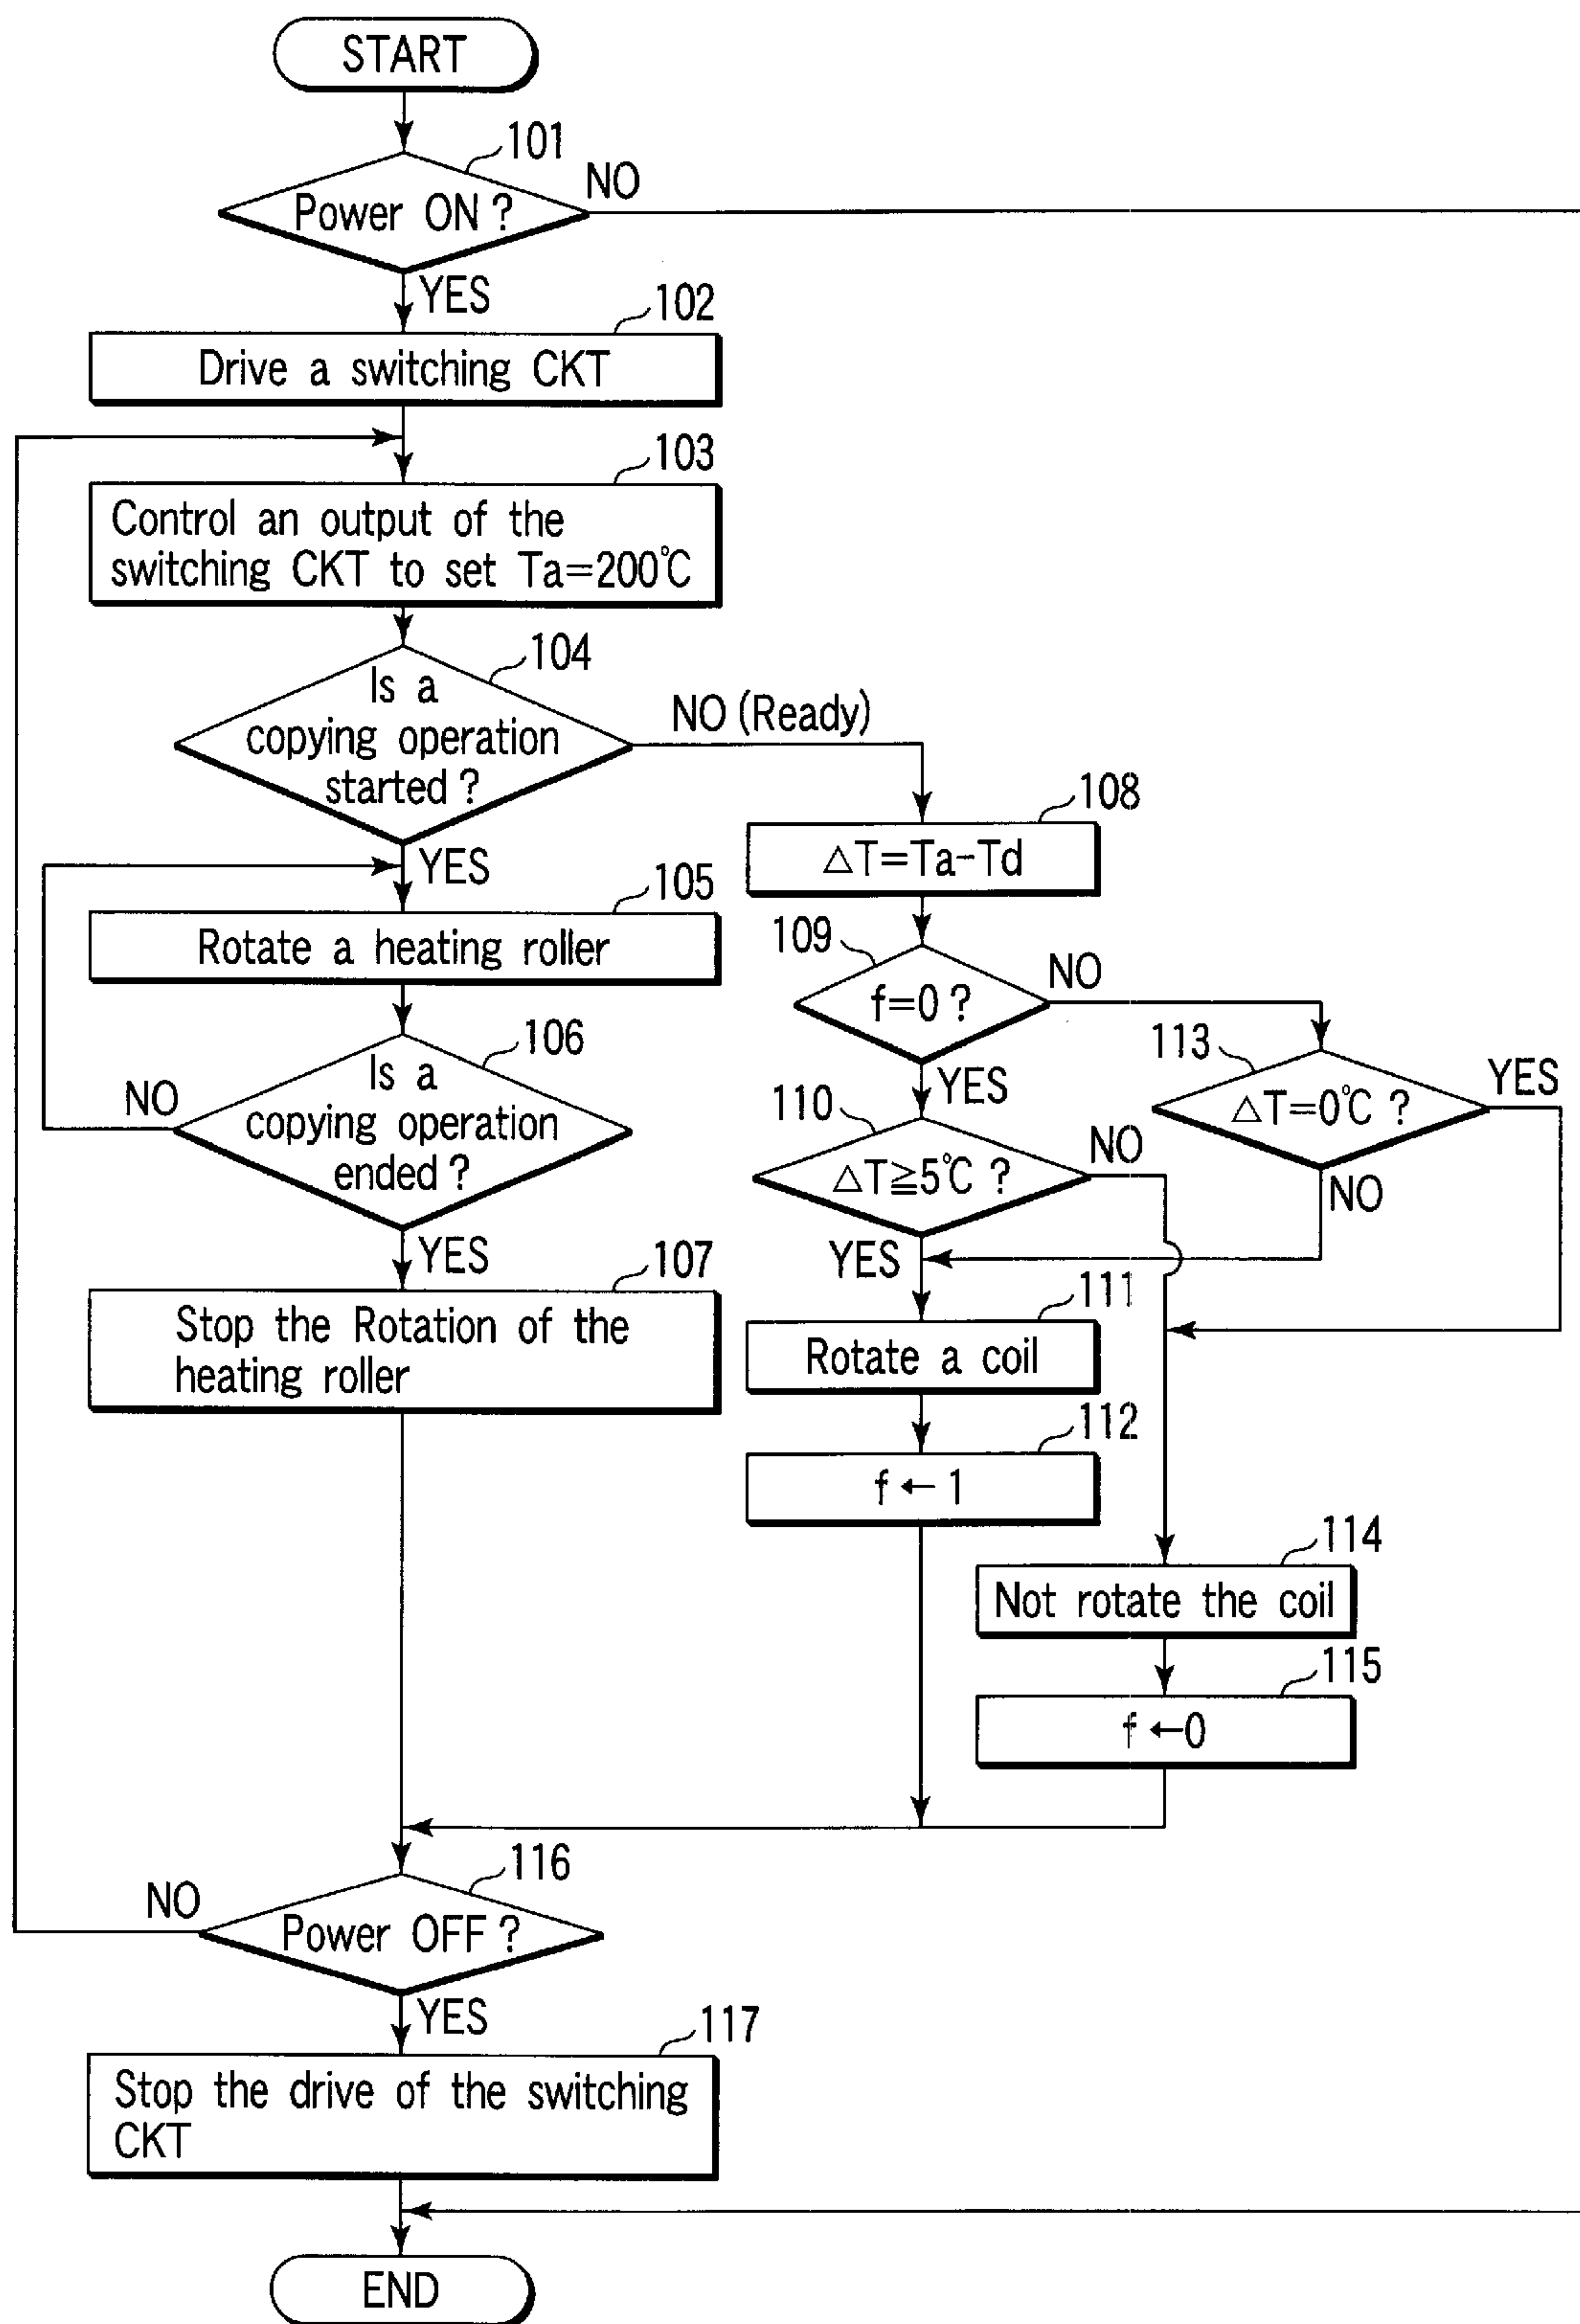 START
101
Power ON ?
NO
YES
102
Drive a switching CKT
103
Control an output of the
switching CKT to set Ta=200℃
104
Is a
copying operation
started ?
NO (Ready)
YES
108
△T=Ta-Td
105
Rotate a heating roller
109
f=0 ?
NO
YES
106
Is a
copying operation
ended ?
NO
YES
113
△T=0℃ ?
YES
NO
110
△T≧5℃ ?
NO
YES
107
Stop the Rotation of the
heating roller
111
Rotate a coil
112
f ← 1
114
Not rotate the coil
115
f ←0
116
Power OFF ?
NO
YES
117
Stop the drive of the switching
CKT
END